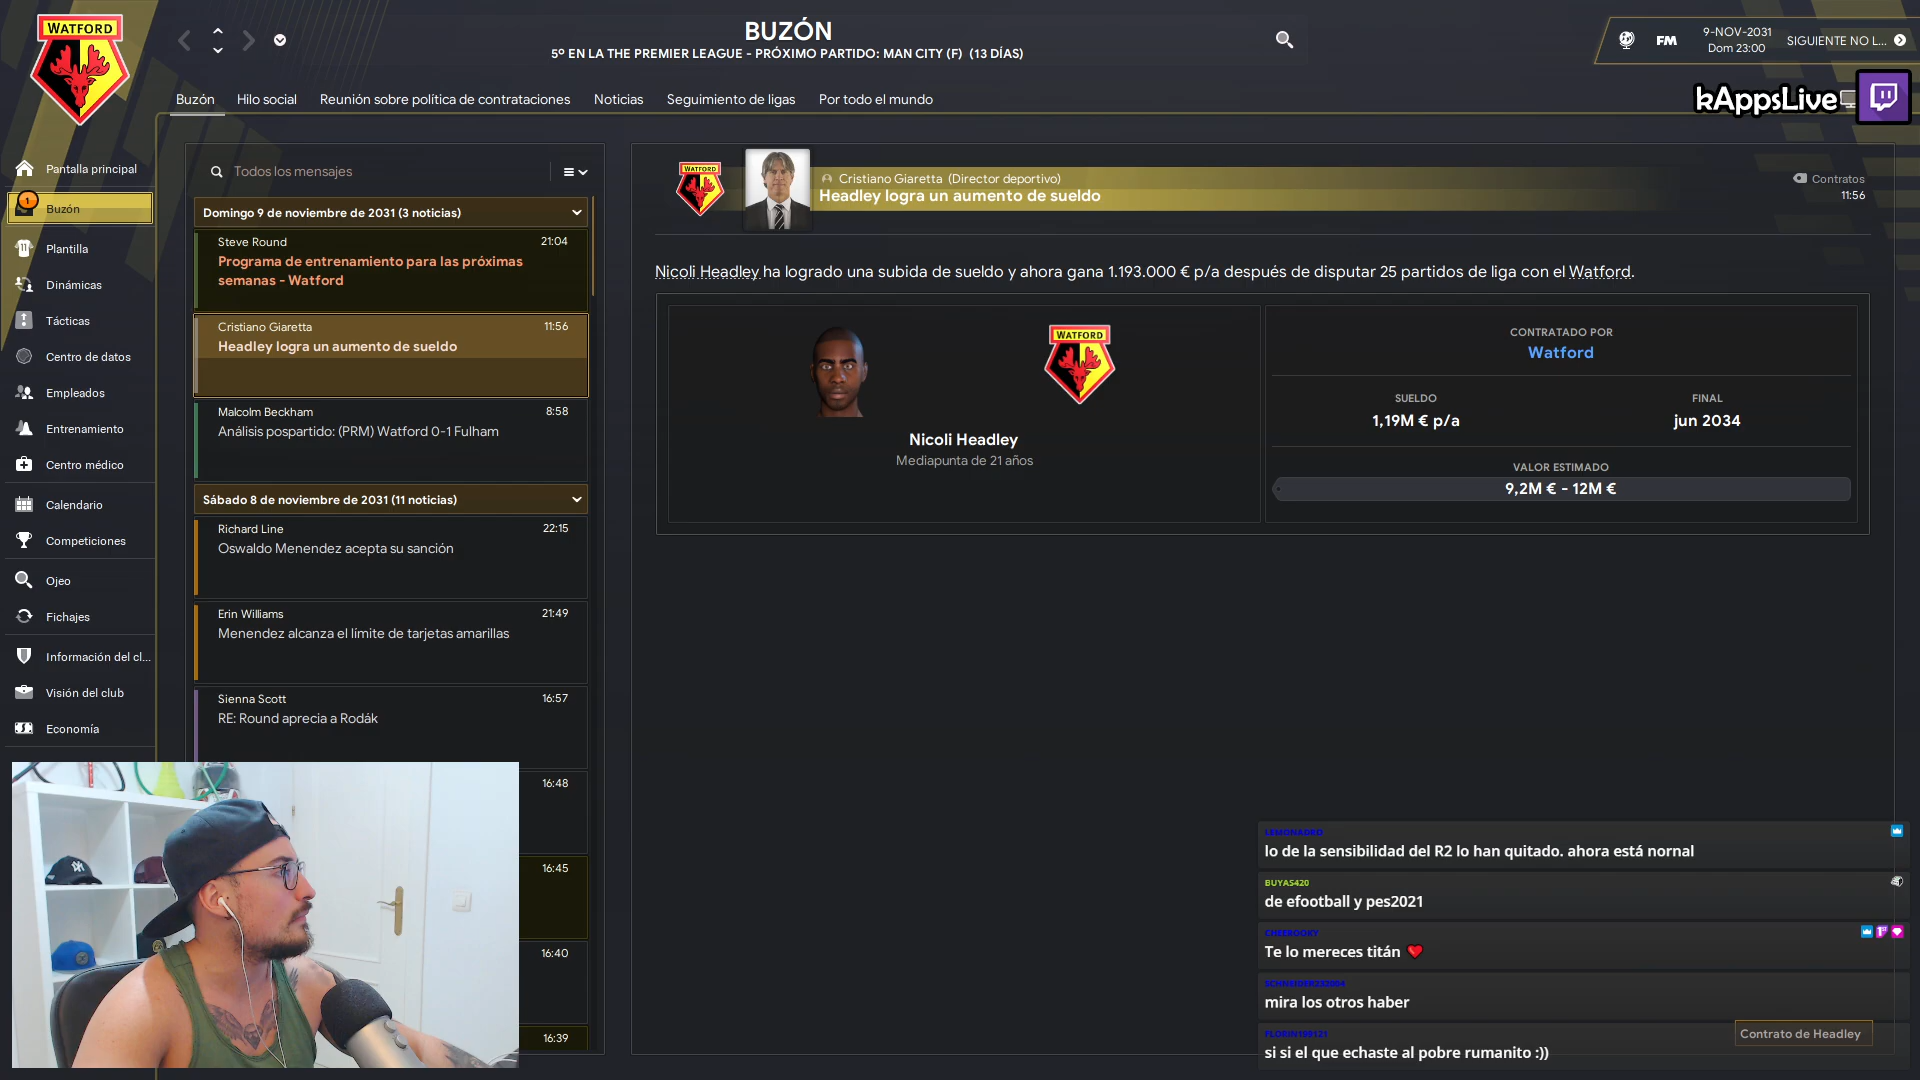 WATFORD
BUZÓN
5º EN LA THE PREMIER LEAGUE - PRÓXIMO PARTIDO: MAN CITY (F) (13 DÍAS)
FM
9-NOV-2031
Dom 23:00
SIGUIENTE NO L...
Buzón
Hilo social
Reunión sobre política de contrataciones
Noticias
Seguimiento de ligas
Por todo el mundo
kAppsLive
Pantalla principal
1
Buzón
Plantilla
Dinámicas
Tácticas
Centro de datos
Empleados
Entrenamiento
Centro médico
Calendario
Competiciones
Ojeo
Fichajes
Información del cl...
Visión del club
Economía
Todos los mensajes
Domingo 9 de noviembre de 2031 (3 noticias)
Steve Round 21:04
Programa de entrenamiento para las próximas
semanas - Watford
Cristiano Giaretta 11:56
Headley logra un aumento de sueldo
Malcolm Beckham 8:58
Análisis pospartido: (PRM) Watford 0-1 Fulham
Sábado 8 de noviembre de 2031 (11 noticias)
Richard Line 22:15
Oswaldo Menendez acepta su sanción
Erin Williams 21:49
Menendez alcanza el límite de tarjetas amarillas
Sienna Scott 16:57
RE: Round aprecia a Rodák
16:48
16:45
16:40
16:39
WATFORD
Cristiano Giaretta (Director deportivo)
Headley logra un aumento de sueldo
Contratos
11:56
Nicoli Headley ha logrado una subida de sueldo y ahora gana 1.193.000 € p/a después de disputar 25 partidos de liga con el Watford.
WATFORD
Nicoli Headley
Mediapunta de 21 años
CONTRATADO POR
Watford
SUELDO
1,19M € p/a
FINAL
jun 2034
VALOR ESTIMADO
9,2M € - 12M €
LEMONADRO
lo de la sensibilidad del R2 lo han quitado. ahora está nornal
BUYAS420
de efootball y pes2021
CHEEBOOKY
Te lo mereces titán ❤
SCHNEIDER232004
mira los otros haber
FLORIN199121
si si el que echaste al pobre rumanito :))
Contrato de Headley